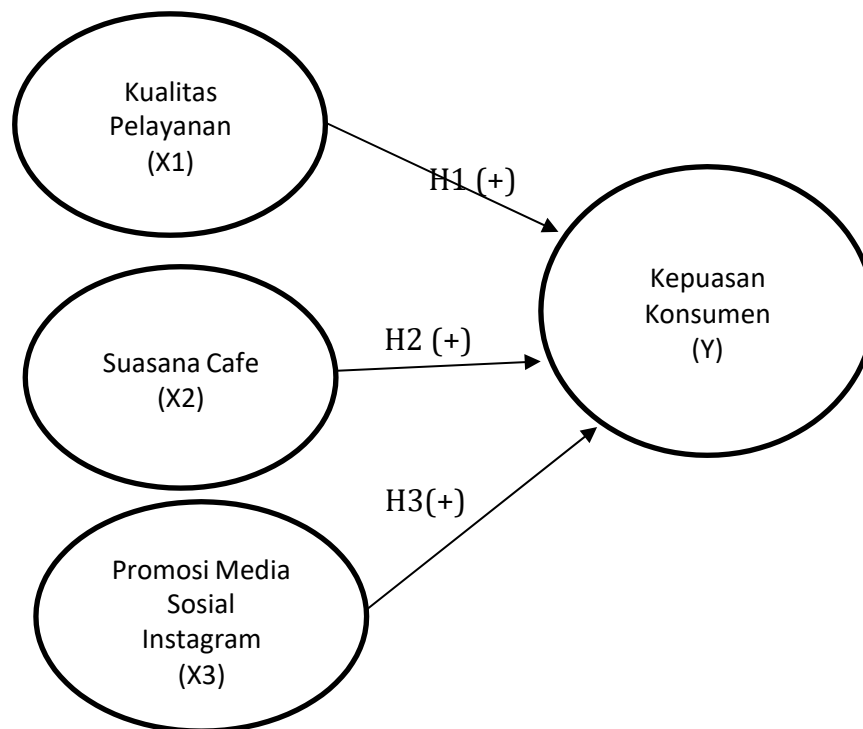 Kualitas
Pelayanan
(X1)
H1 (+)
Kepuasan
Konsumen
(Y)
Suasana Cafe
(X2)
H2 (+)
H3(+)
Promosi Media
Sosial
Instagram
(X3)